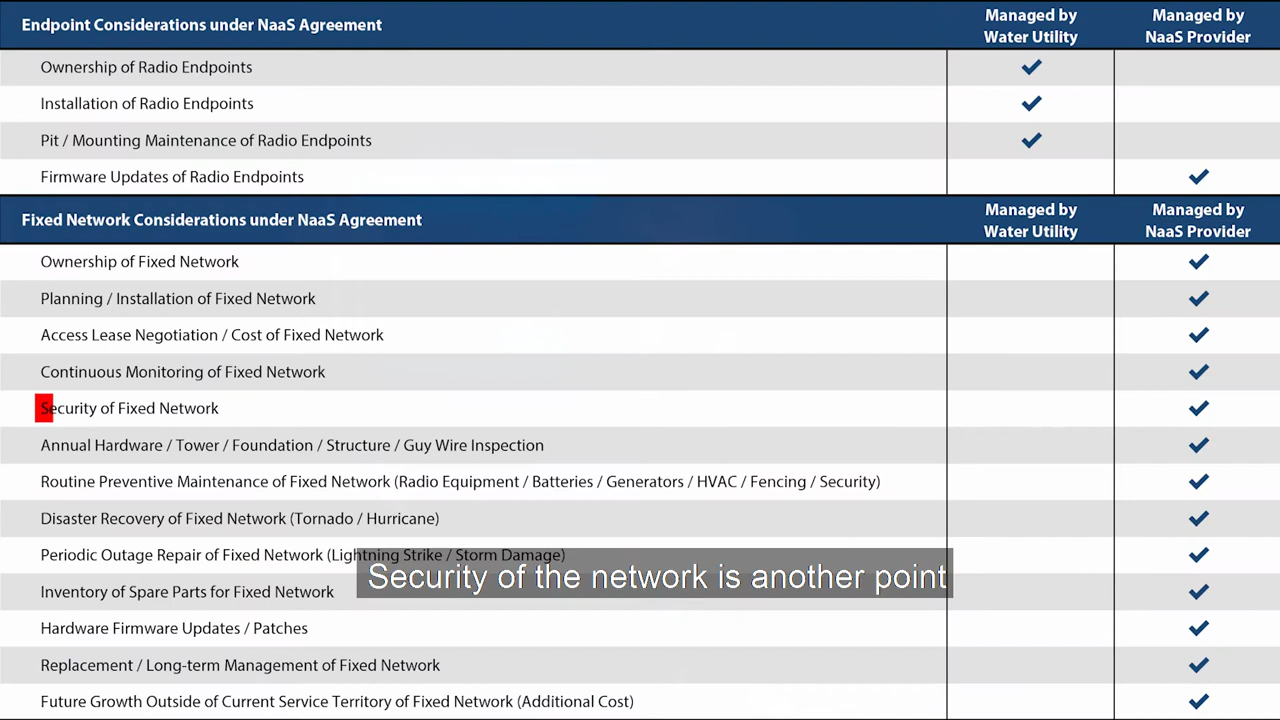 Endpoint Considerations under NaaS Agreement
Managed by
Water Utility
Managed by
NaaS Provider
Ownership of Radio Endpoints
Installation of Radio Endpoints
Pit / Mounting Maintenance of Radio Endpoints
Firmware Updates of Radio Endpoints
Fixed Network Considerations under NaaS Agreement
Managed by
Water Utility
Managed by
NaaS Provider
Ownership of Fixed Network
Planning / Installation of Fixed Network
Access Lease Negotiation / Cost of Fixed Network
Continuous Monitoring of Fixed Network
Security of Fixed Network
Annual Hardware / Tower / Foundation / Structure / Guy Wire Inspection
Routine Preventive Maintenance of Fixed Network (Radio Equipment / Batteries / Generators / HVAC / Fencing / Security)
Disaster Recovery of Fixed Network (Tornado / Hurricane)
Periodic Outage Repair of Fixed Network (Lightning Strike / Storm Damage)
Security of the network is another point
Inventory of Spare Parts for Fixed Network
Hardware Firmware Updates / Patches
Replacement / Long-term Management of Fixed Network
Future Growth Outside of Current Service Territory of Fixed Network (Additional Cost)